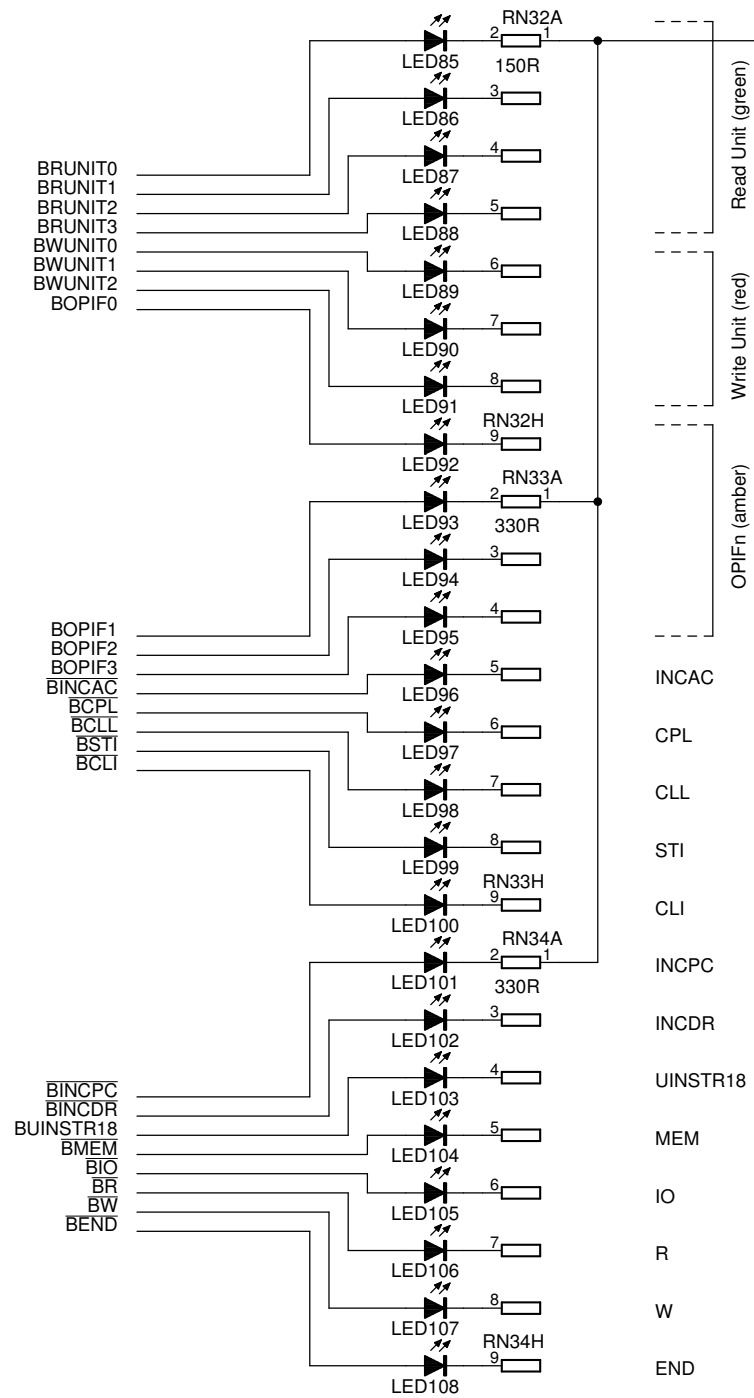 RN32A
2 1
LED85 150R
3
LED86
BRUNIT0 4
BRUNIT1 LED87
BRUNIT2 5
BRUNIT3 LED88
BWUNIT0 6
BWUNIT1 LED89
BWUNIT2 7
BOPIF0 LED90
8
LED91
RN32H
9
LED92
Read Unit (green)
Write Unit (red)
OPIFn (amber)
RN33A
2 1
LED93 330R
3
LED94
4
LED95
BOPIF1
BOPIF2
BOPIF3 5 INCAC
BINCAC LED96
BCPL 6 CPL
BCLL LED97
BSTI 7 CLL
BCLI LED98
8 STI
LED99
RN33H
9 CLI
LED100
RN34A
2 1 INCPC
LED101 330R
3 INCDR
LED102
4 UINSTR18
BINCPC LED103
BINCDR
BUINSTR18 5 MEM
BMEM LED104
BIO 6 IO
BR LED105
BW
BEND 7 R
LED106
8 W
LED107
RN34H
9 END
LED108